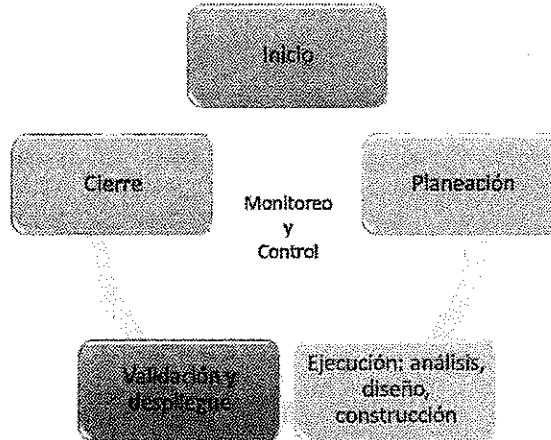 Inicio
Cierre
Planeación
Monitoreo
y
Control
Validación y
despliegue
Ejecución: análisis,
diseño,
construcción